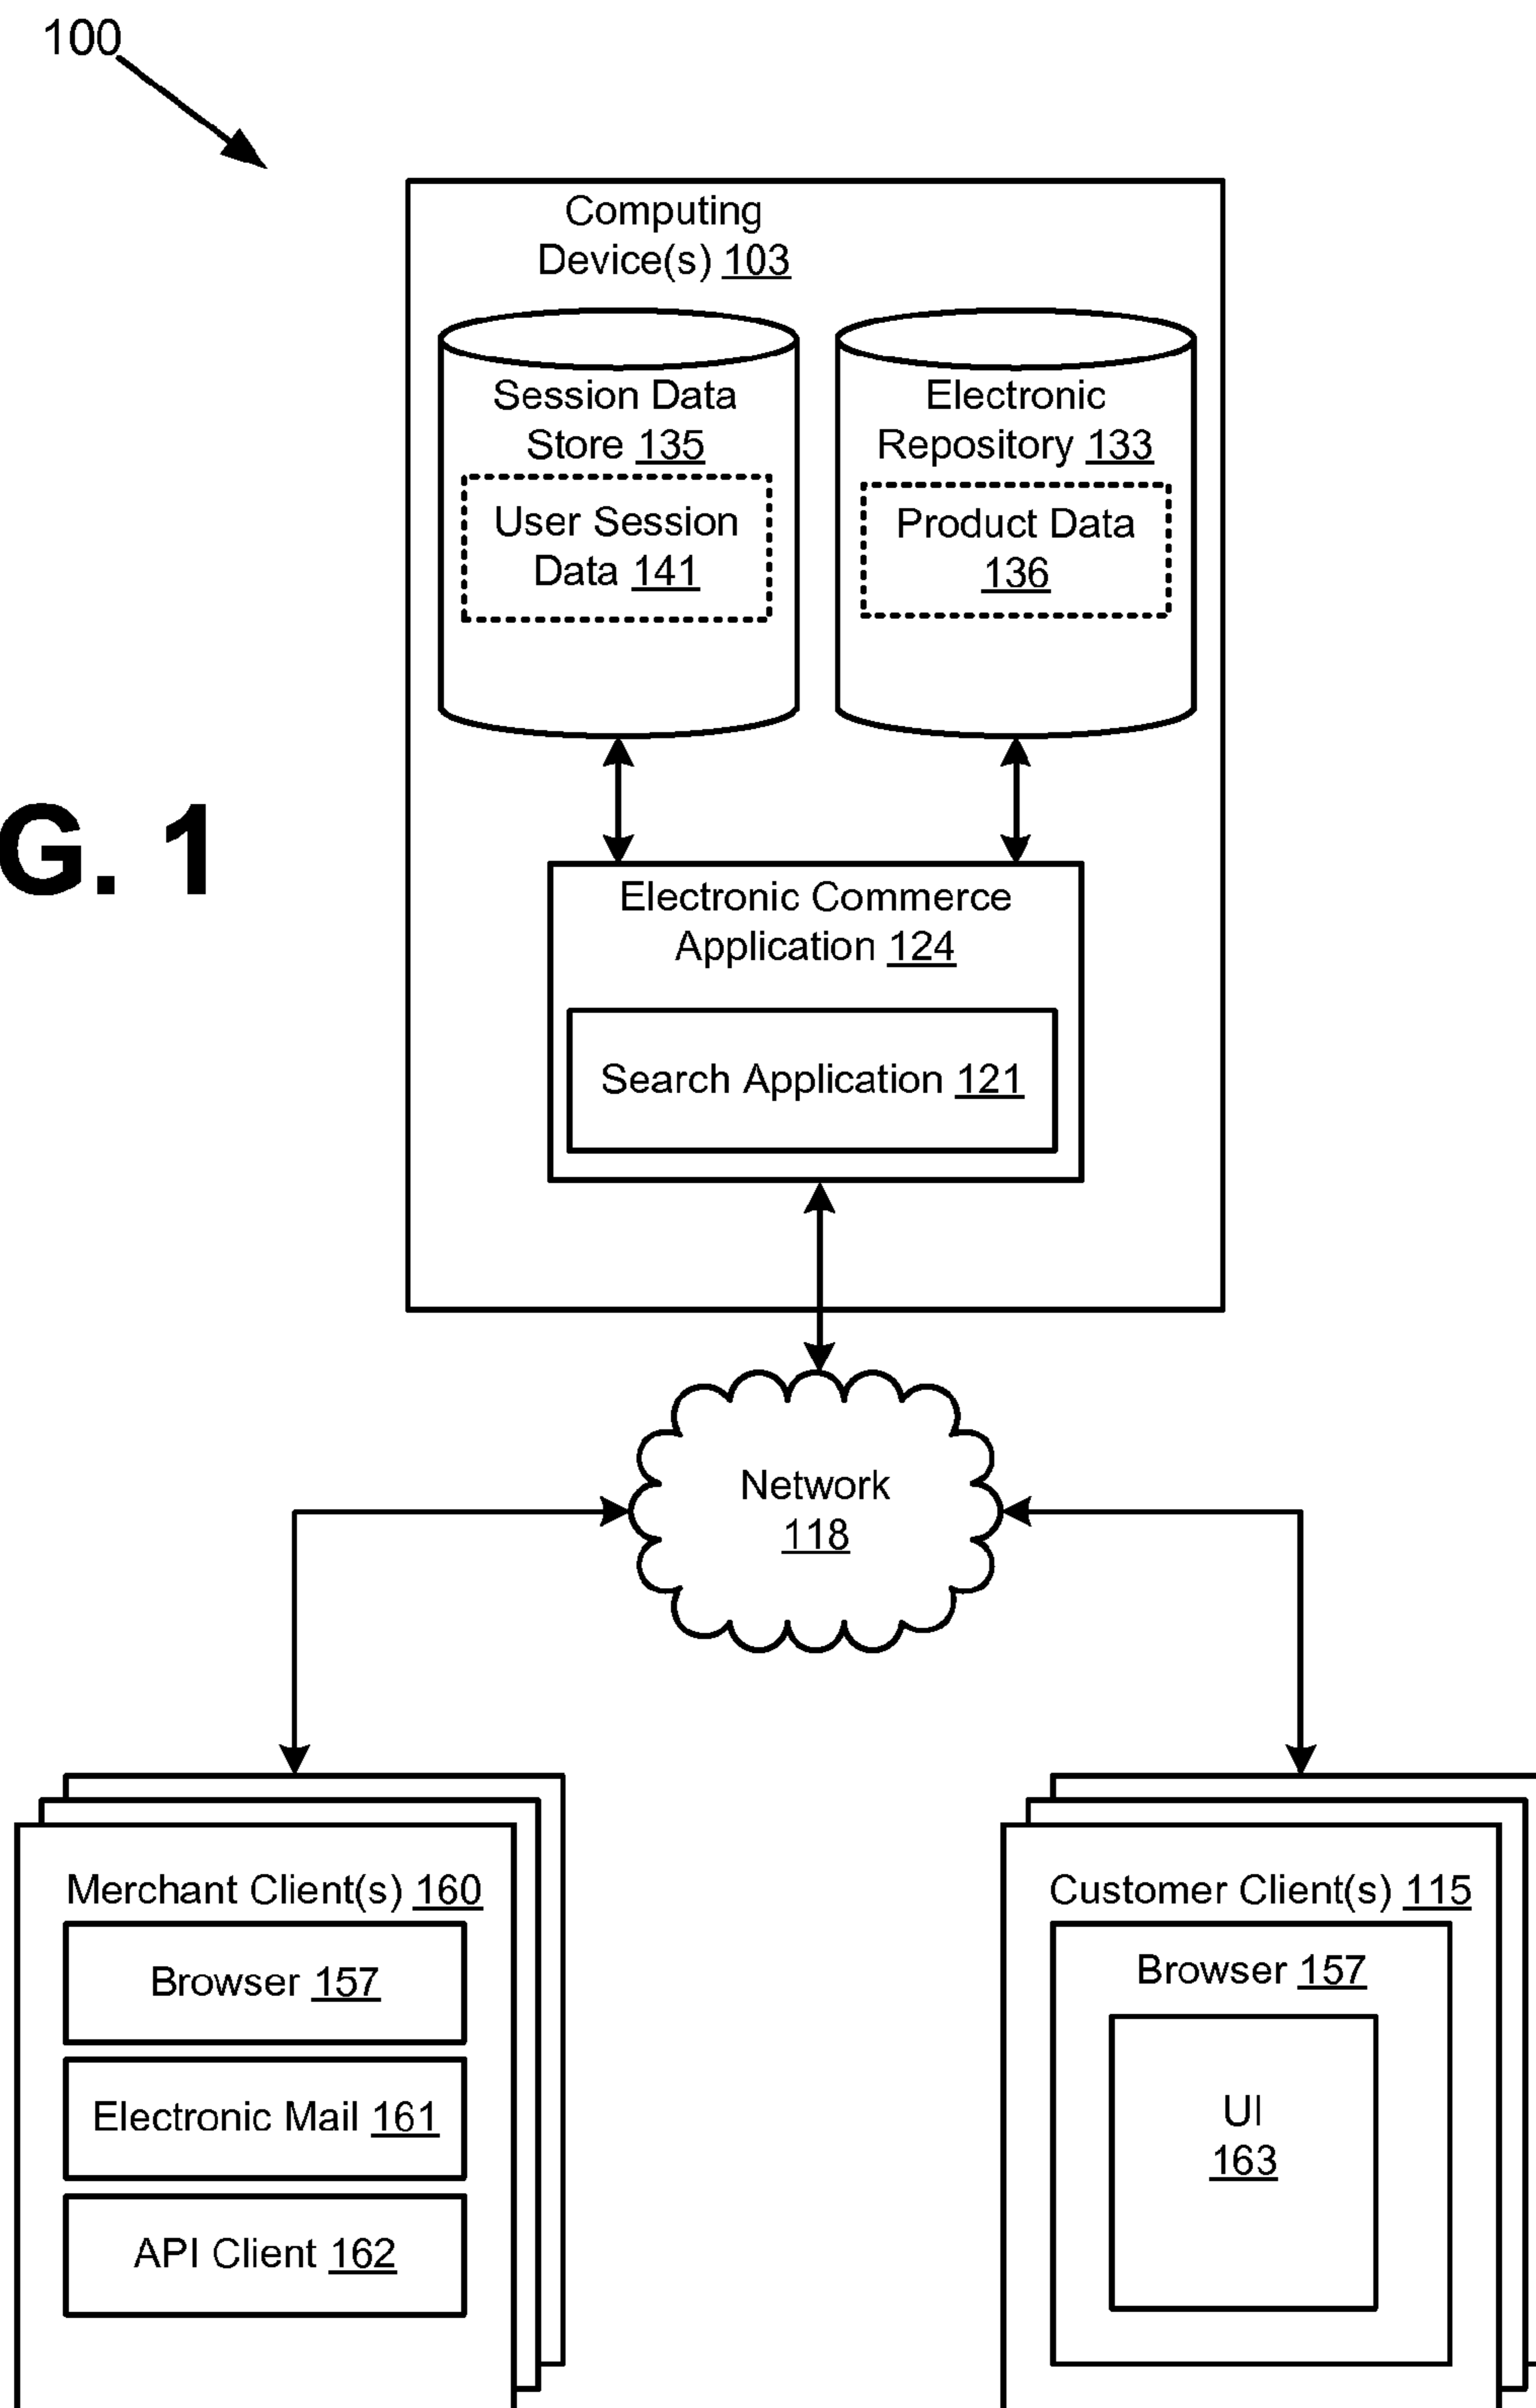 100
Computing
Device(s) 103
Session Data
Store 135
User Session
Data 141
Electronic
Repository 133
Product Data
136
G. 1
Electronic Commerce
Application 124
Search Application 121
Network
118
Merchant Client(s) 160
Browser 157
Electronic Mail 161
API Client 162
Customer Client(s) 115
Browser 157
UI
163